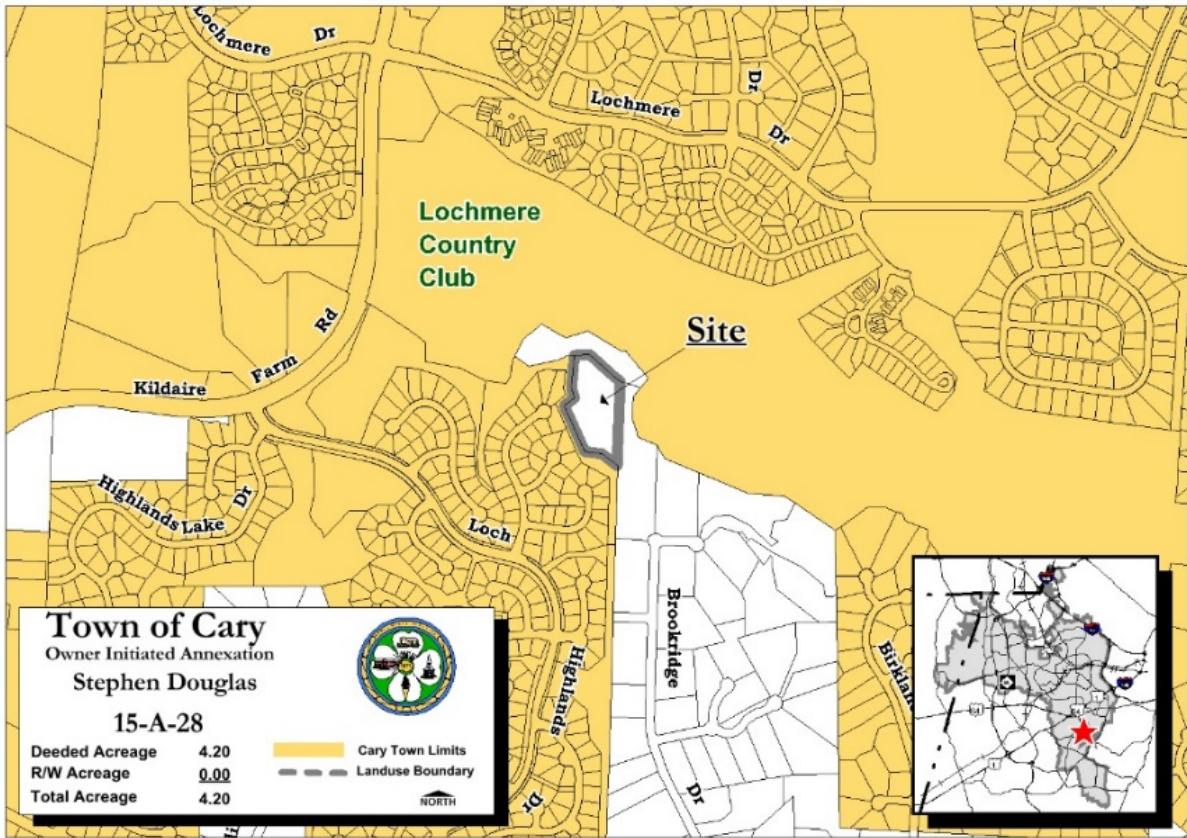 Lochmere
Dr
Lochmere
Dr
Dr
Lochmere
Country
Club
Site
Rd
Farm
Kildaire
Highlands
Lake
Dr
Loch
Highlands
Dr
Brookridge
Dr
Town of Cary
Owner Initiated Annexation
Stephen Douglas
15-A-28
Deeded Acreage 4.20
R/W Acreage 0.00
Total Acreage 4.20
Cary Town Limits
Landuse Boundary
NORTH